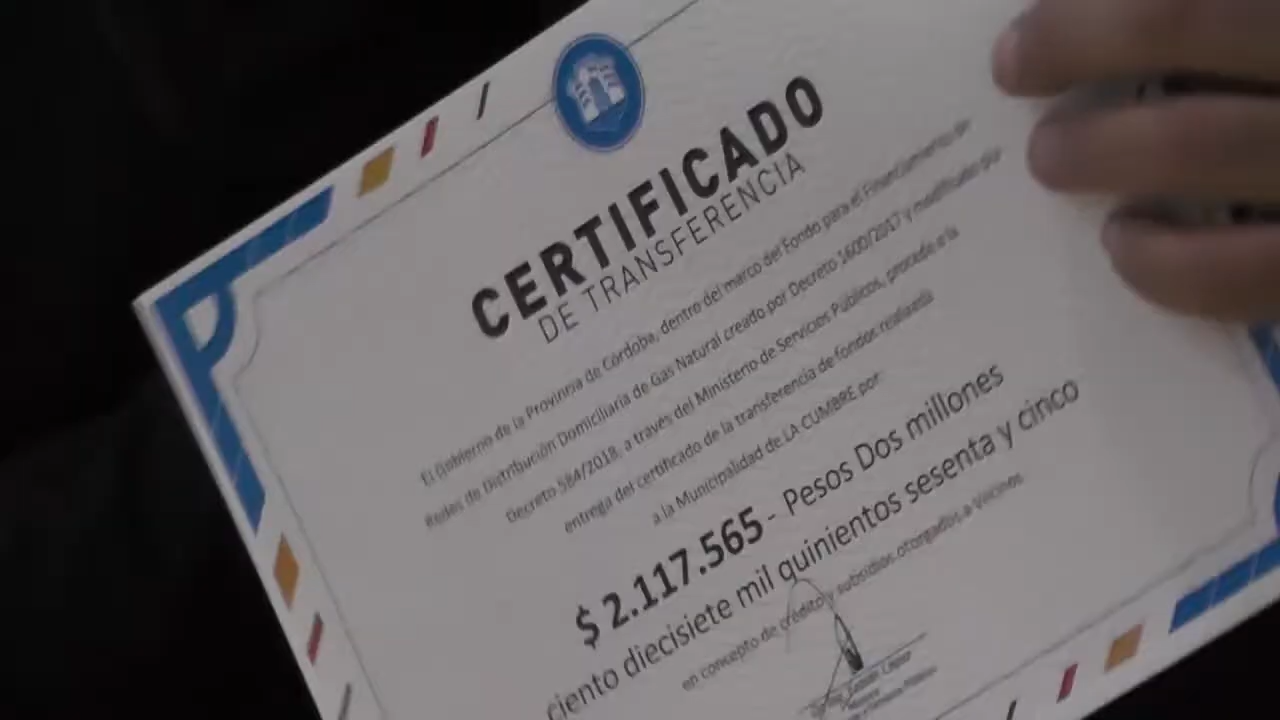 CERTIFICADO
DE TRANSFERENCIA
El Gobierno de la Provincia de Córdoba, dentro del marco del Fondo para el Financiamiento de
Redes de Distribución Domiciliaria de Gas Natural creado por Decreto 1600/2017 y modificado por
Decreto 584/2018, a través del Ministerio de Servicios Públicos, procede a la
entrega del certificado de la transferencia de fondos realizada
a la Municipalidad de LA CUMBRE por:
$ 2.117.565 - Pesos Dos millones
ciento diecisiete mil quinientos sesenta y cinco
en concepto de crédito y subsidios otorgados a vecinos